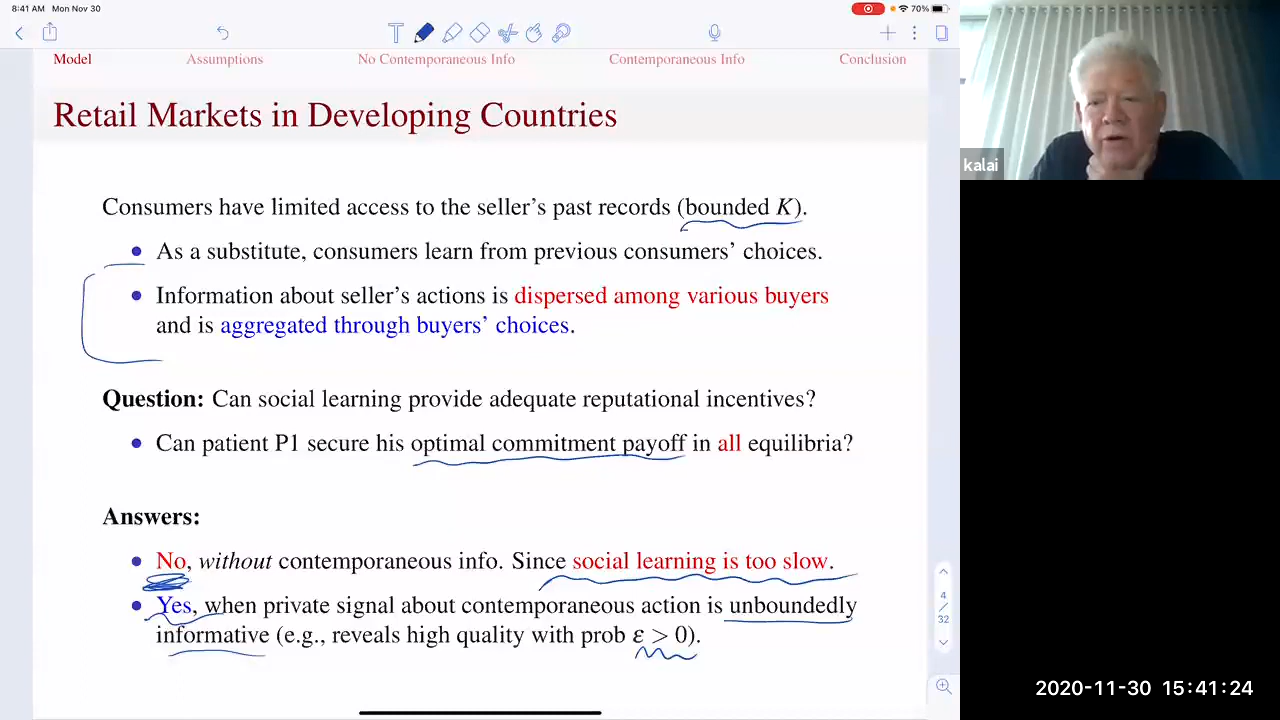 8:41 AM Mon Nov 30
70%
Model Assumptions No Contemporaneous Info Contemporaneous Info Conclusion
Retail Markets in Developing Countries
Consumers have limited access to the seller's past records (bounded K).
• As a substitute, consumers learn from previous consumers' choices.
• Information about seller's actions is dispersed among various buyers
and is aggregated through buyers' choices.
Question: Can social learning provide adequate reputational incentives?
• Can patient P1 secure his optimal commitment payoff in all equilibria?
Answers:
• No, without contemporaneous info. Since social learning is too slow.
• Yes, when private signal about contemporaneous action is unboundedly
informative (e.g., reveals high quality with prob ε > 0).
4
/
32
kalai
2020-11-30 15:41:24